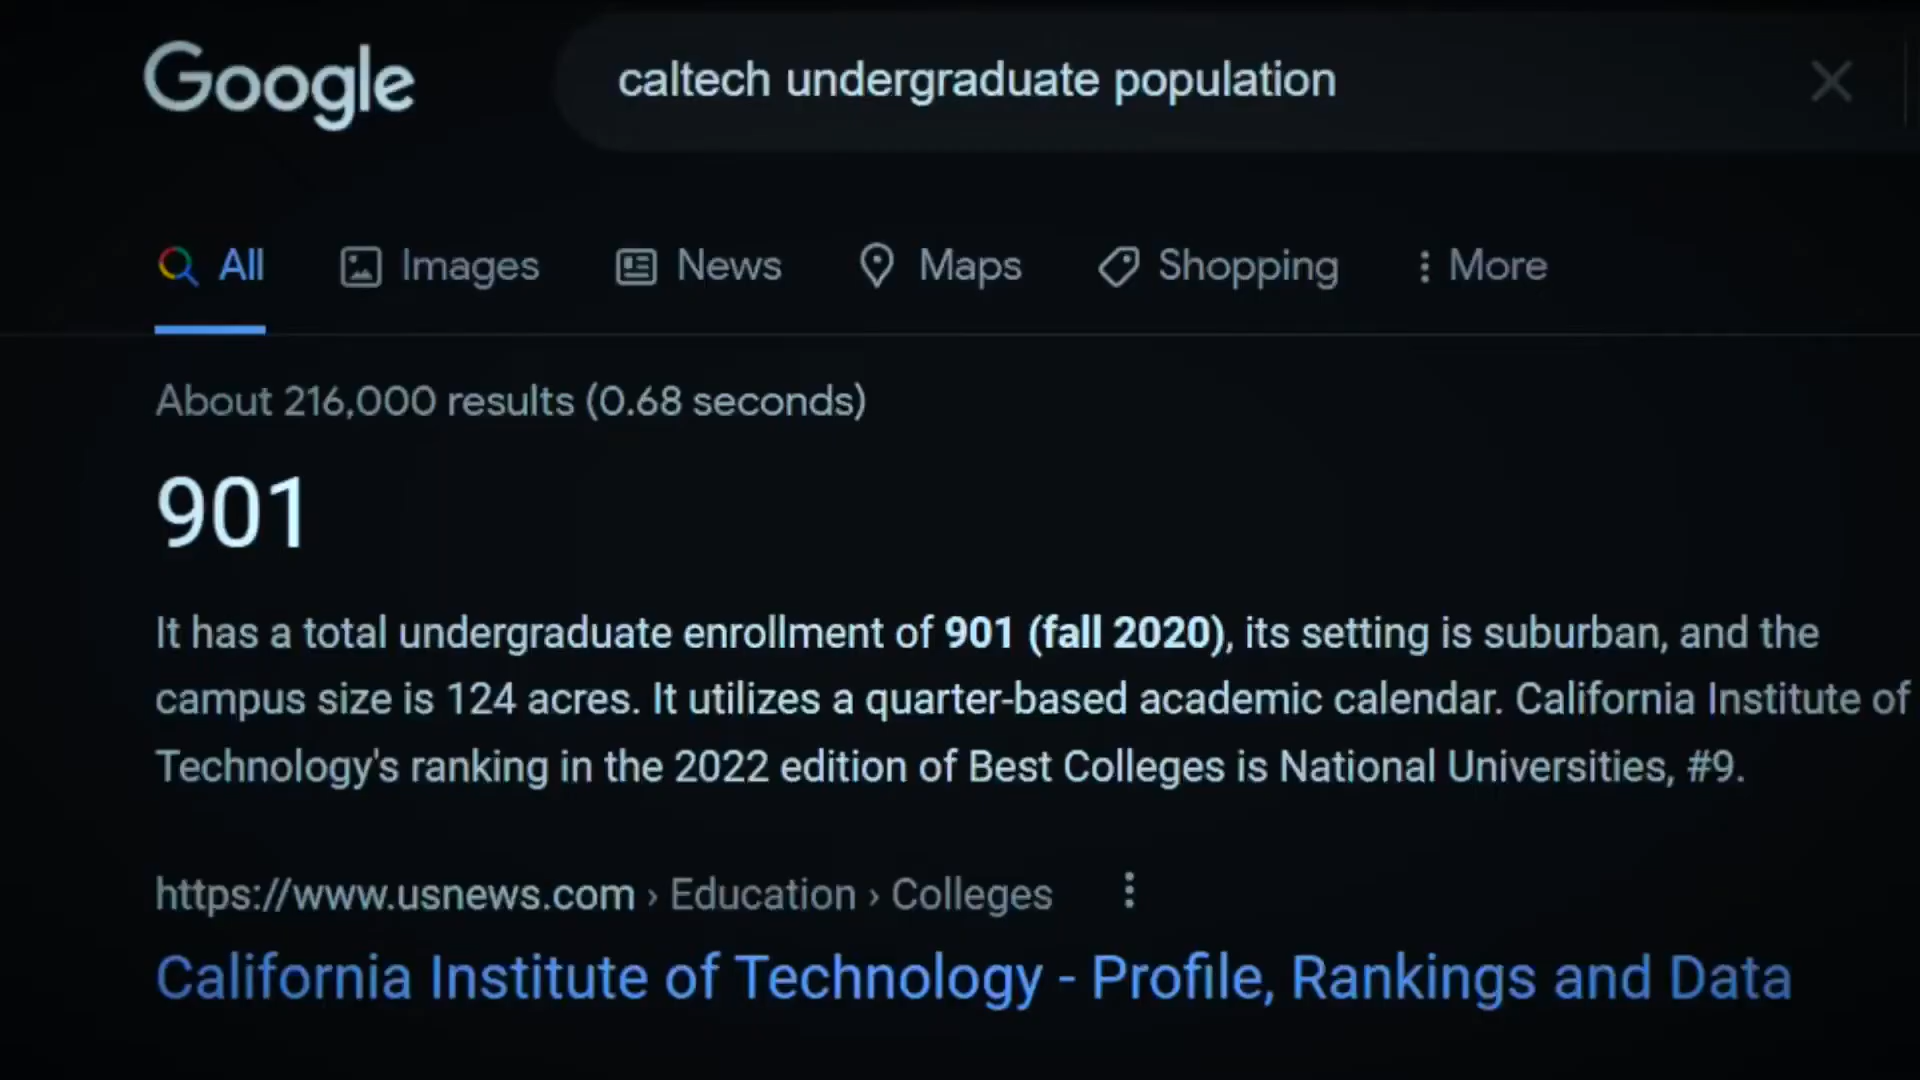 Google
caltech undergraduate population
All Images News Maps Shopping More
About 216,000 results (0.68 seconds)
901
It has a total undergraduate enrollment of 901 (fall 2020), its setting is suburban, and the
campus size is 124 acres. It utilizes a quarter-based academic calendar. California Institute of
Technology's ranking in the 2022 edition of Best Colleges is National Universities, #9.
https://www.usnews.com › Education › Colleges
California Institute of Technology - Profile, Rankings and Data